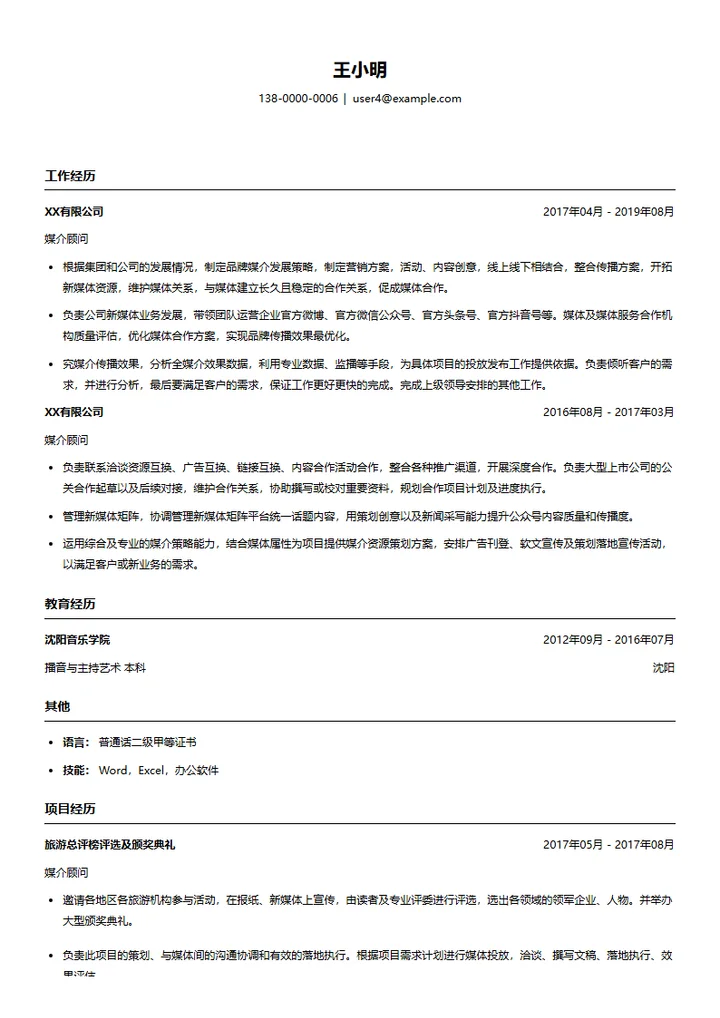 王小明
138-0000-0006 | user4@example.com
工作经历
XX有限公司 2017年04月 - 2019年08月
媒介顾问
• 根据集团和公司的发展情况，制定品牌媒介发展策略，制定营销方案，活动、内容创意，线上线下相结合，整合传播方案，开拓
新媒体资源，维护媒体关系，与媒体建立长久且稳定的合作关系，促成媒体合作。
• 负责公司新媒体业务发展，带领团队运营企业官方微博、官方微信公众号、官方头条号、官方抖音号等。媒体及媒体服务合作机
构质量评估，优化媒体合作方案，实现品牌传播效果最优化。
• 究媒介传播效果，分析全媒介效果数据，利用专业数据、监播等手段，为具体项目的投放发布工作提供依据。负责倾听客户的需
求，并进行分析，最后要满足客户的需求，保证工作更好更快的完成。完成上级领导安排的其他工作。
XX有限公司 2016年08月 - 2017年03月
媒介顾问
• 负责联系洽谈资源互换、广告互换、链接互换、内容合作活动合作，整合各种推广渠道，开展深度合作。负责大型上市公司的公
关合作起草以及后续对接，维护合作关系，协助撰写或校对重要资料，规划合作项目计划及进度执行。
• 管理新媒体矩阵，协调管理新媒体矩阵平台统一话题内容，用策划创意以及新闻采写能力提升公众号内容质量和传播度。
• 运用综合及专业的媒介策略能力，结合媒体属性为项目提供媒介资源策划方案，安排广告刊登、软文宣传及策划落地宣传活动，
以满足客户或新业务的需求。
教育经历
沈阳音乐学院 2012年09月 - 2016年07月
播音与主持艺术 本科 沈阳
其他
• 语言： 普通话二级甲等证书
• 技能： Word，Excel，办公软件
项目经历
旅游总评榜评选及颁奖典礼 2017年05月 - 2017年08月
媒介顾问
• 邀请各地区各旅游机构参与活动，在报纸、新媒体上宣传，由读者及专业评委进行评选，选出各领域的领军企业、人物。并举办
大型颁奖典礼。
• 负责此项目的策划、与媒体间的沟通协调和有效的落地执行。根据项目需求计划进行媒体投放，洽谈、撰写文稿、落地执行、效
果评估